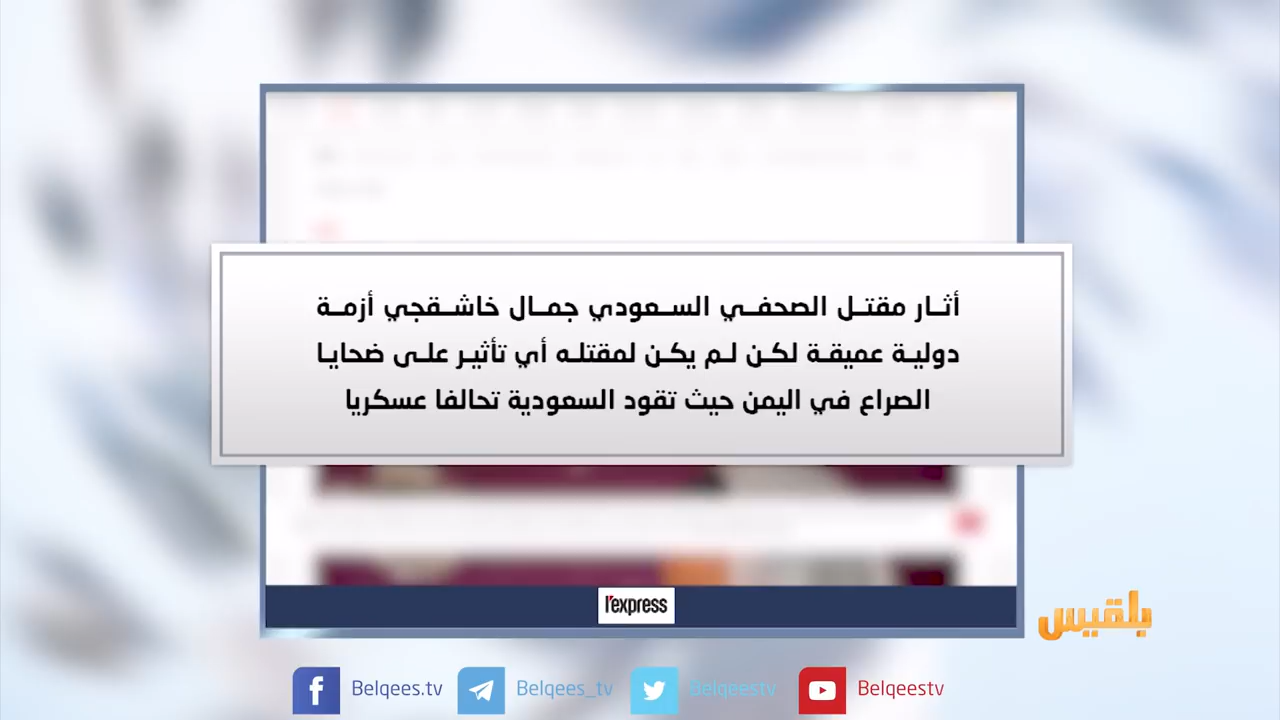 أثار مقتل الصحفي السعودي جمال خاشقجي أزمة
دولية عميقة لكن لم يكن لمقتله أي تأثير على ضحايا
الصراع في اليمن حيث تقود السعودية تحالفا عسكريا
l'express
بلقيس
Belqees.tv
Belqees_tv
Belqeestv
Belqeestv